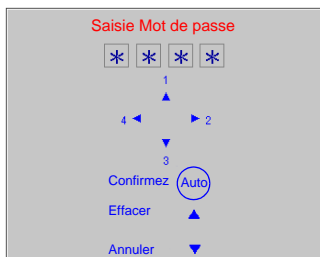 Saisie Mot de passe
* * * *
1
4 2
3
Confirmez Auto
Effacer
Annuler